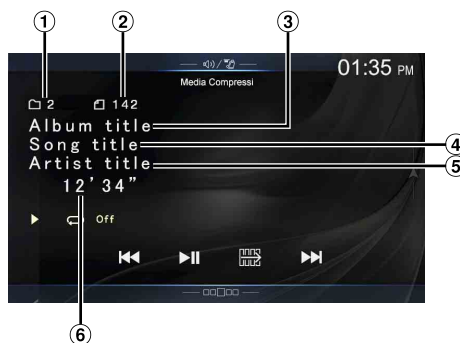 1
2
3
01:35 PM
Media Compressi
2
142
Album title
Song title
4
Artist title
5
12'34"
Off
6